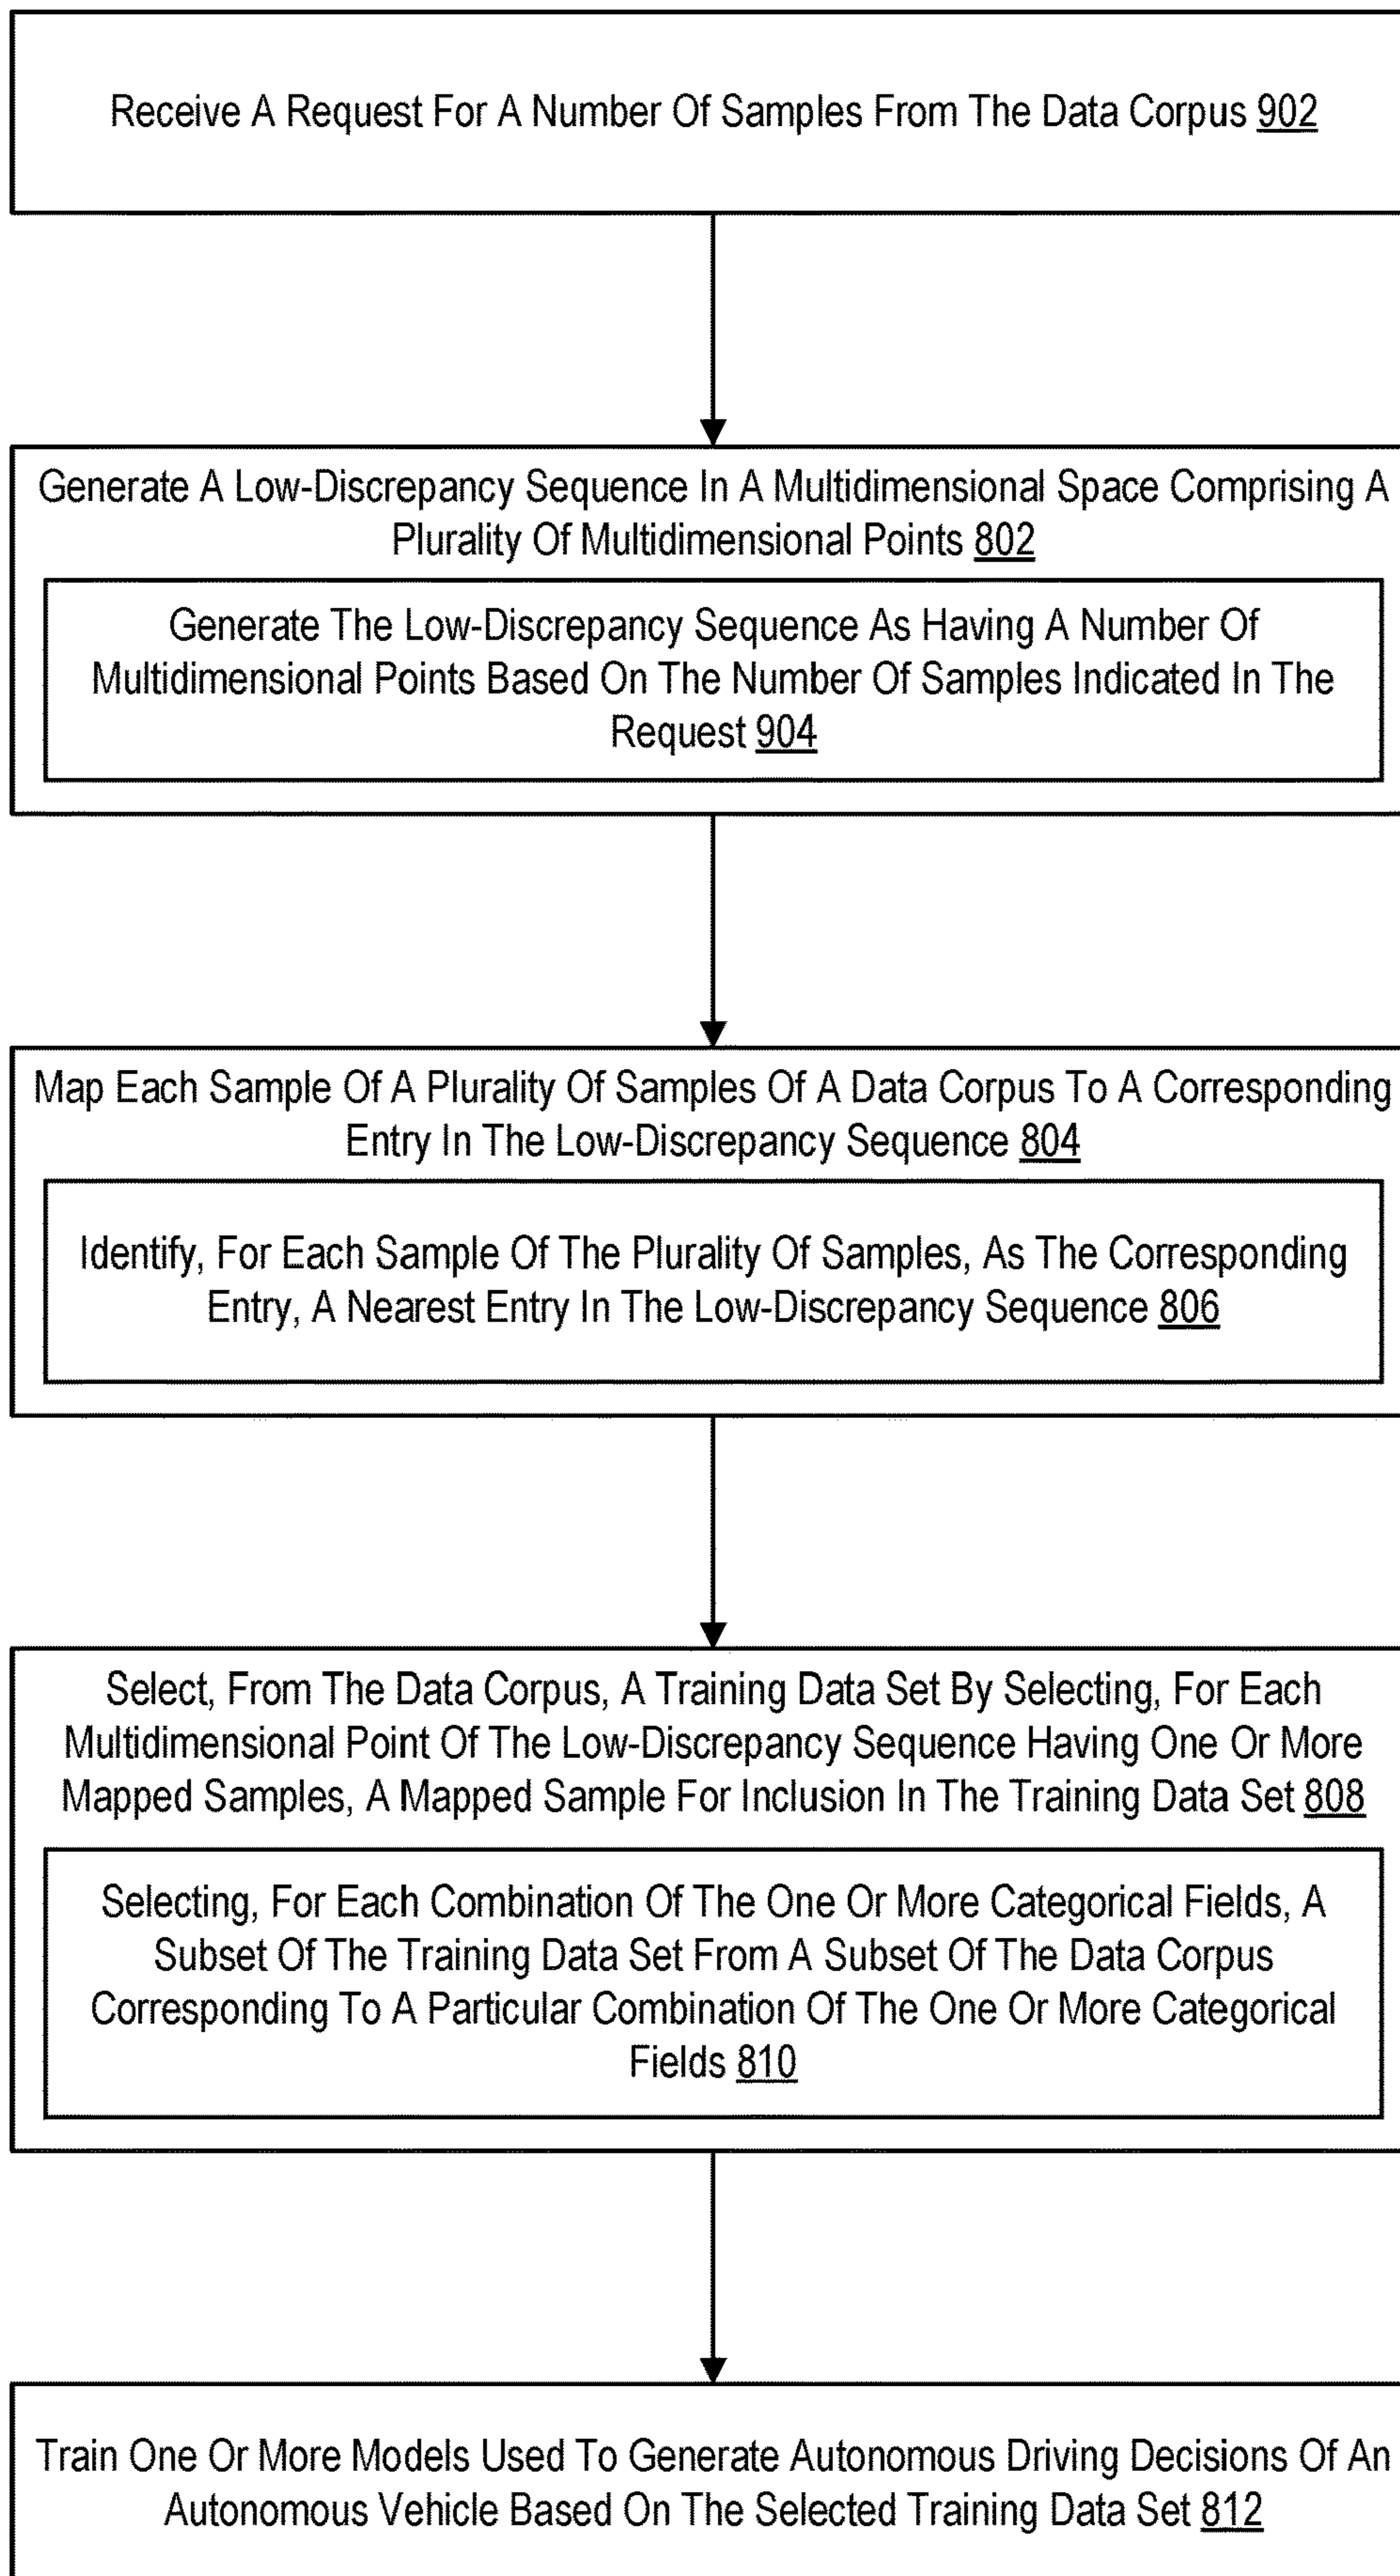 Receive A Request For A Number Of Samples From The Data Corpus 902
Generate A Low-Discrepancy Sequence In A Multidimensional Space Comprising A
Plurality Of Multidimensional Points 802
Generate The Low-Discrepancy Sequence As Having A Number Of
Multidimensional Points Based On The Number Of Samples Indicated In The
Request 904
Map Each Sample Of A Plurality Of Samples Of A Data Corpus To A Corresponding
Entry In The Low-Discrepancy Sequence 804
Identify, For Each Sample Of The Plurality Of Samples, As The Corresponding
Entry, A Nearest Entry In The Low-Discrepancy Sequence 806
Select, From The Data Corpus, A Training Data Set By Selecting, For Each
Multidimensional Point Of The Low-Discrepancy Sequence Having One Or More
Mapped Samples, A Mapped Sample For Inclusion In The Training Data Set 808
Selecting, For Each Combination Of The One Or More Categorical Fields, A
Subset Of The Training Data Set From A Subset Of The Data Corpus
Corresponding To A Particular Combination Of The One Or More Categorical
Fields 810
Train One Or More Models Used To Generate Autonomous Driving Decisions Of An
Autonomous Vehicle Based On The Selected Training Data Set 812